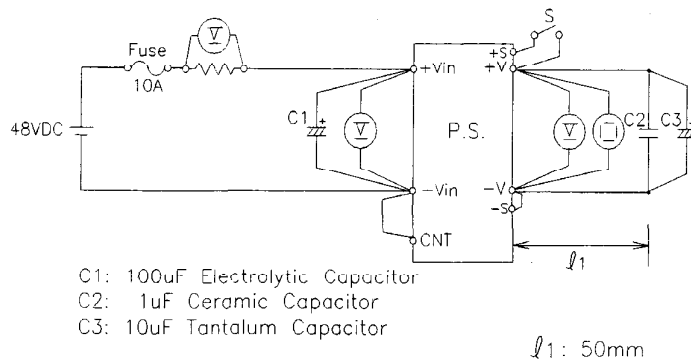 S
Fuse
10A
V
+S
+V
+Vin
48VDC
C1
+
V
P.S.
V
C2
C3
+
-Vin
-V
-S
CNT
ℓ1
C1: 100uF Electrolytic Capacitor
C2: 1uF Ceramic Capacitor
C3: 10uF Tantalum Capacitor
ℓ1: 50mm